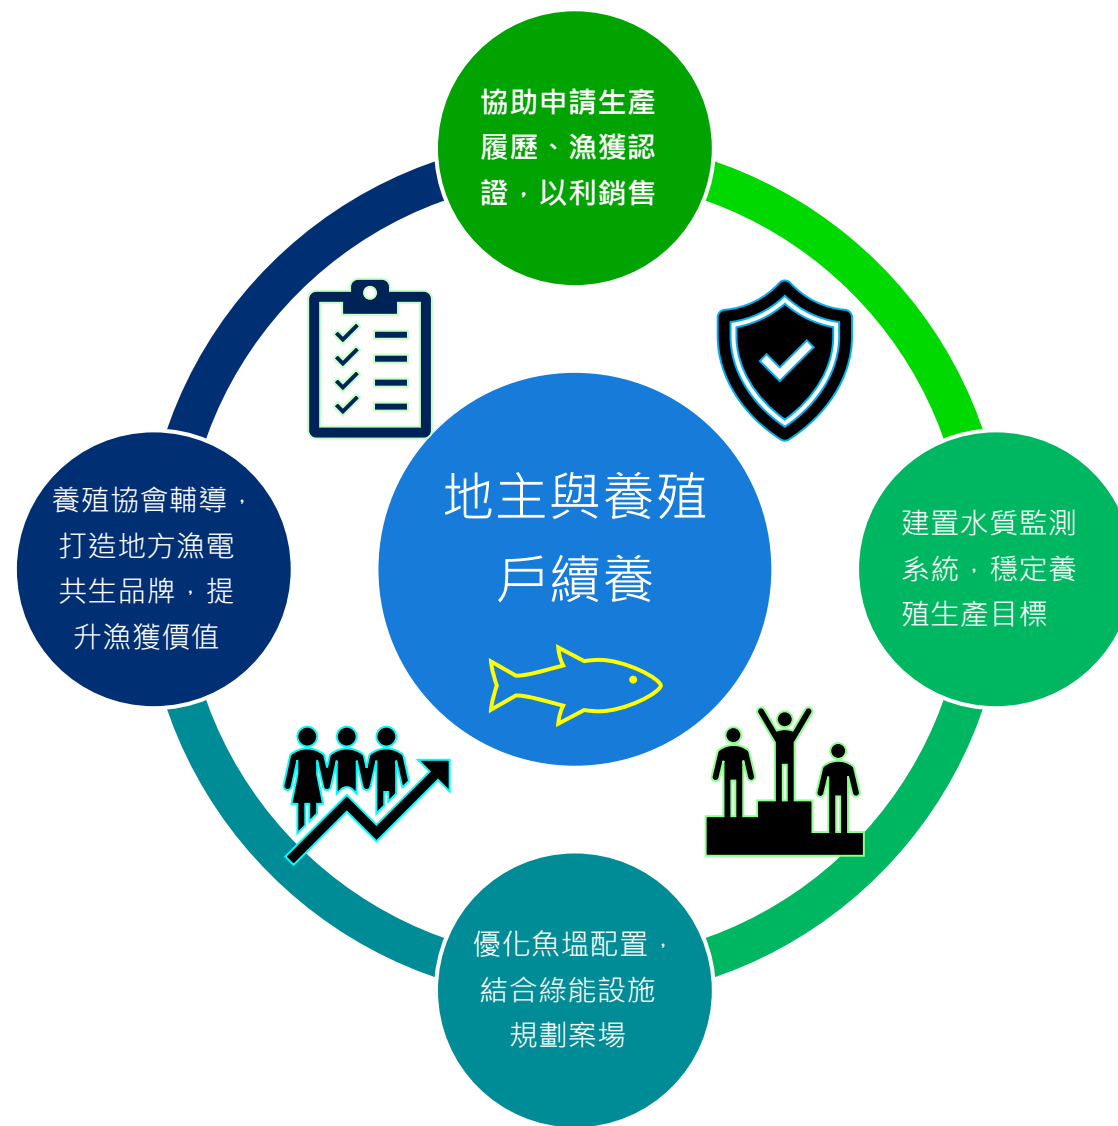 協助申請生產
履歷、漁獲認
證，以利銷售
地主與養殖
戶續養
養殖協會輔導，
打造地方漁電
共生品牌，提
升漁獲價值
建置水質監測
系統，穩定養
殖生產目標
優化魚塭配置，
結合綠能設施
規劃案場